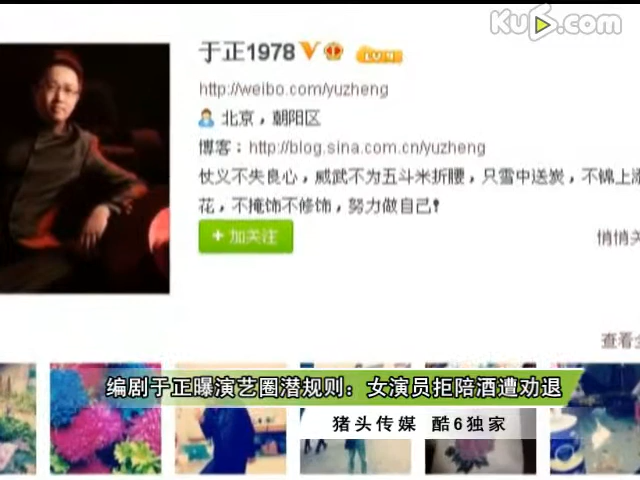 Ku6.com
于正1978 V LV 4
http://weibo.com/yuzheng
北京，朝阳区
博客：http://blog.sina.com.cn/yuzheng
仗义不失良心，威武不为五斗米折腰，只雪中送炭，不锦上添
花，不掩饰不修饰，努力做自己！
+ 加关注
悄悄关
查看全
编剧于正曝演艺圈潜规则：女演员拒陪酒遭劝退
猪头传媒 酷6独家